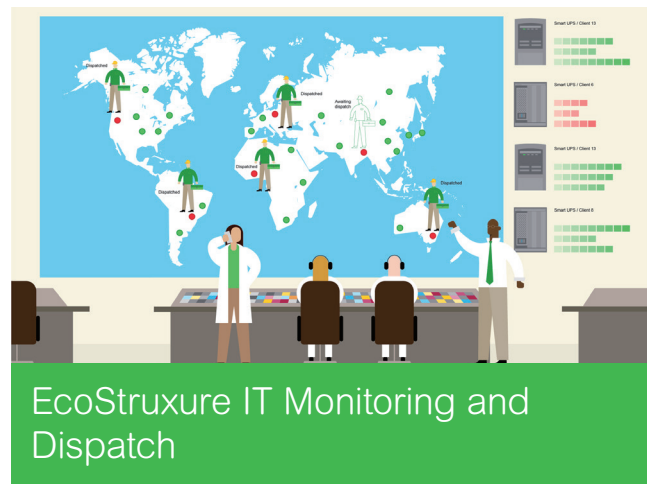 Smart UPS / Client 13
Dispatched
Dispatched
Awaiting
dispatch
Smart UPS / Client 6
Dispatched
Smart UPS / Client 13
Dispatched
Dispatched
Smart UPS / Client 8
EcoStruxure IT Monitoring and
Dispatch